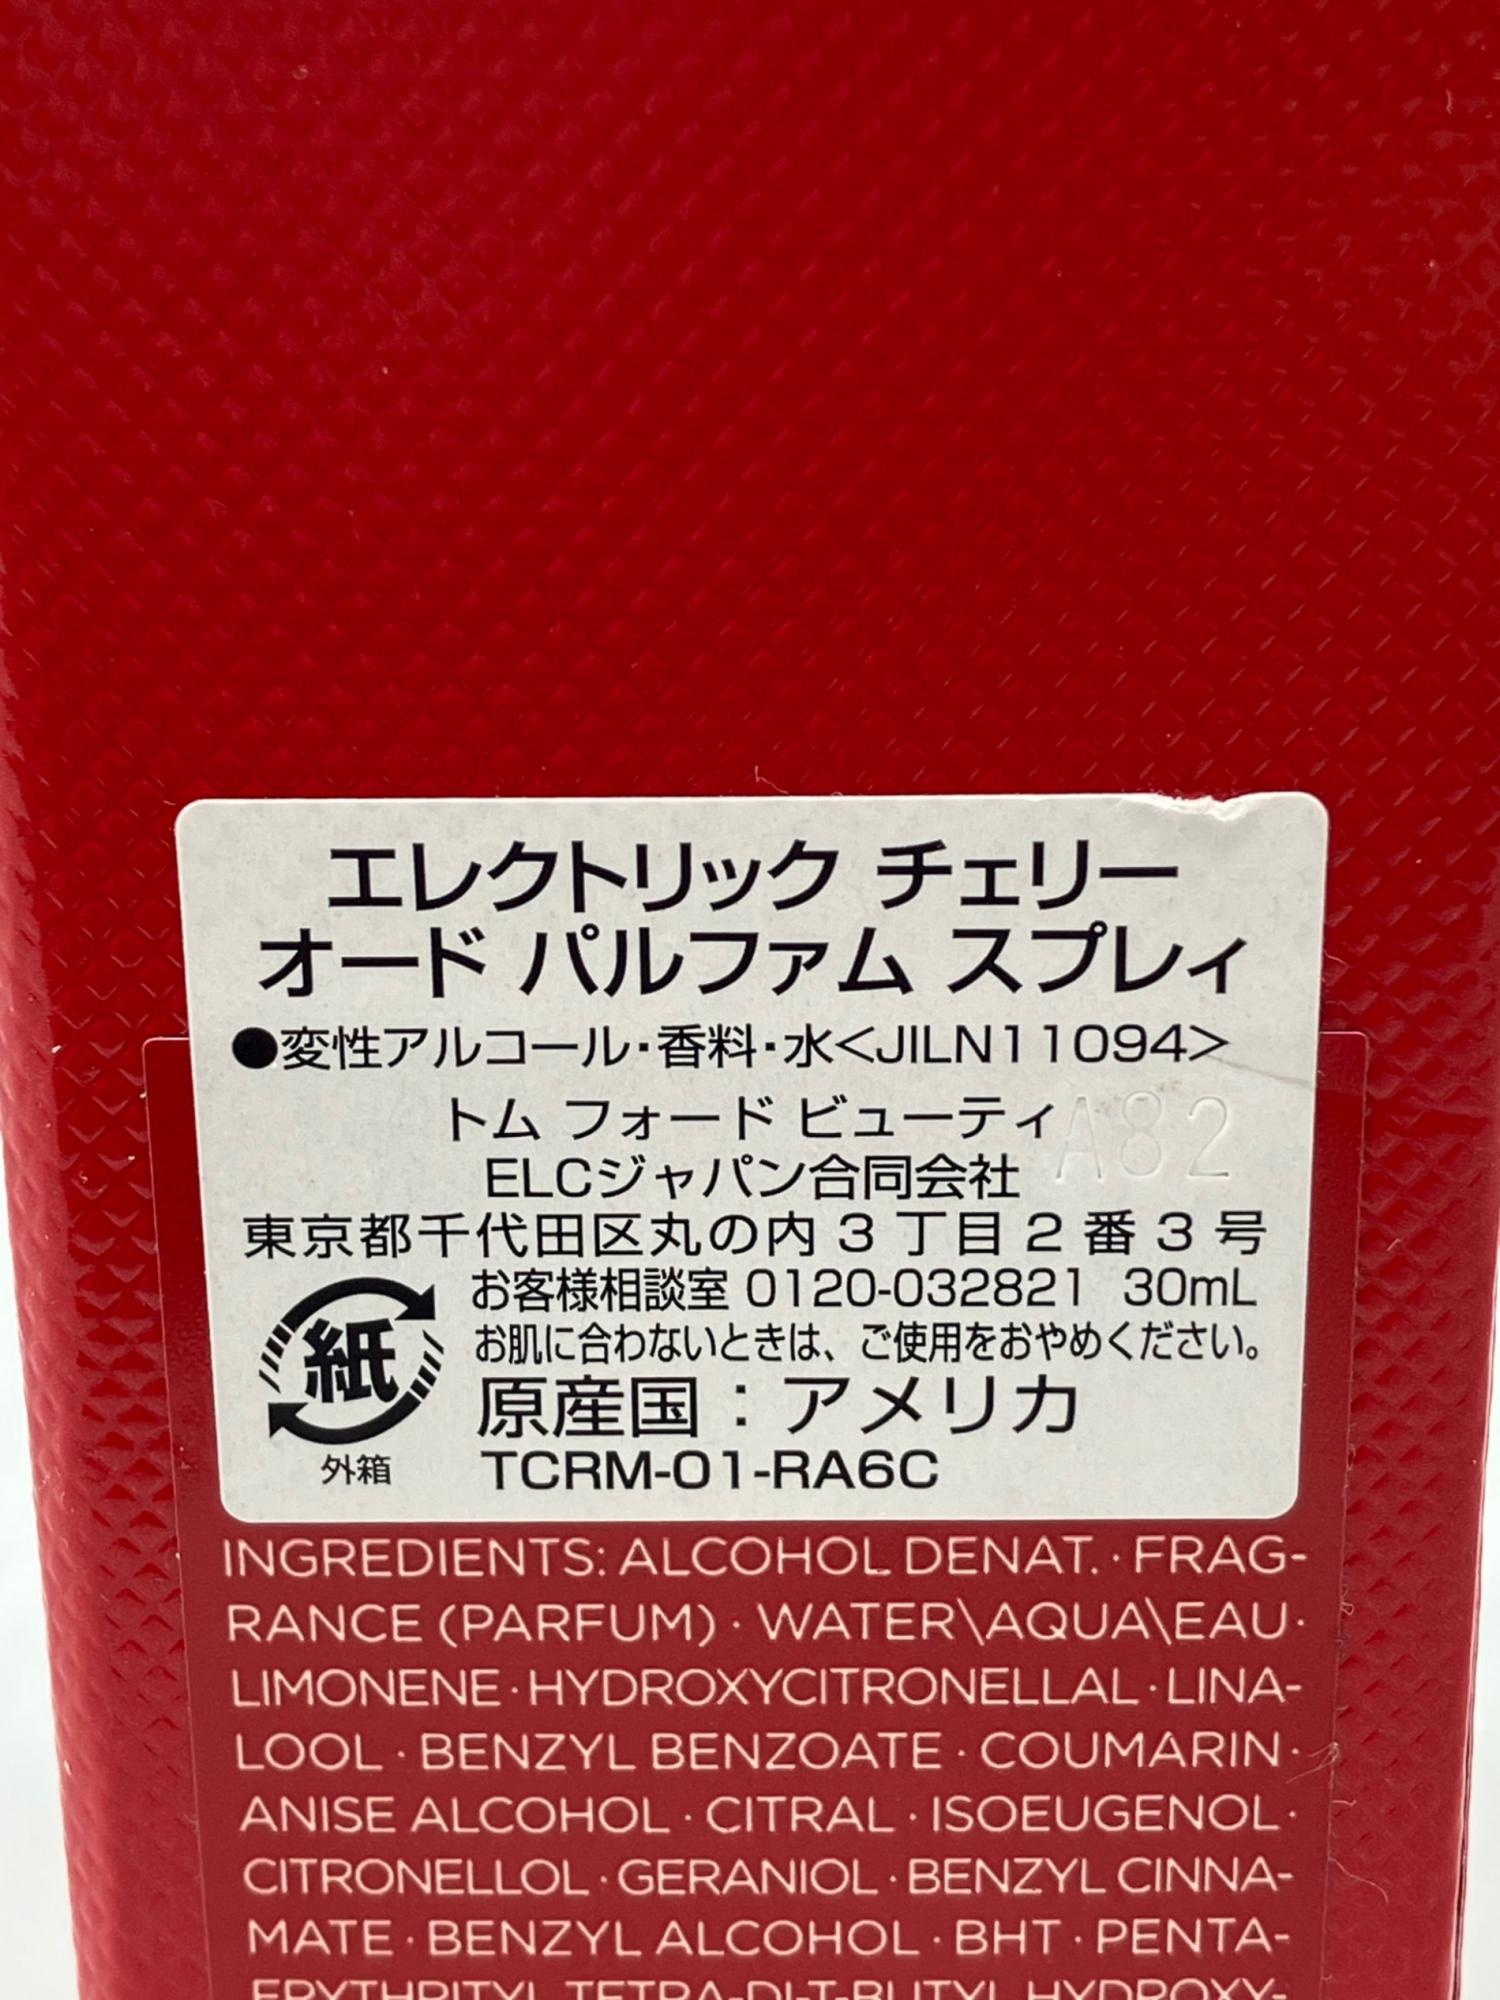 エレクトリック チェリー
オード パルファム スプレィ
●変性アルコール・香料・水<JILN11094>
トム フォード ビューティ
A82
ELCジャパン合同会社
東京都千代田区丸の内3丁目2番3号
お客様相談室 0120-032821 30mL
お肌に合わないときは、ご使用をおやめください。
紙
外箱
原産国：アメリカ
TCRM-01-RA6C
INGREDIENTS: ALCOHOL DENAT. · FRAG-
RANCE (PARFUM) · WATER\AQUA\EAU ·
LIMONENE · HYDROXYCITRONELLAL · LINA-
LOOL · BENZYL BENZOATE · COUMARIN ·
ANISE ALCOHOL · CITRAL · ISOEUGENOL ·
CITRONELLOL · GERANIOL · BENZYL CINNA-
MATE · BENZYL ALCOHOL · BHT · PENTA-
ERYTHRITYL TETRA-DI-T-BUTYL HYDROXY-